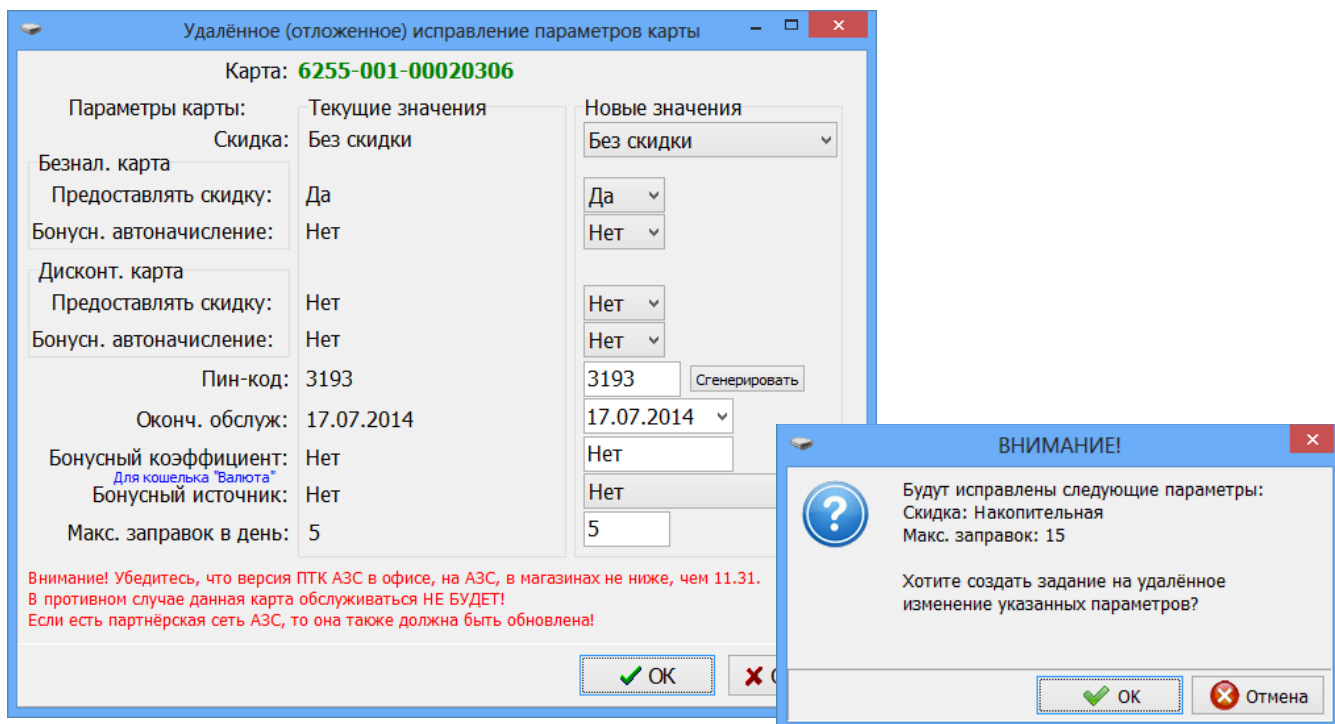 Удалённое (отложенное) исправление параметров карты
Карта: 6255-001-00020306
Параметры карты: Текущие значения Новые значения
Скидка: Без скидки Без скидки
Безнал. карта
Предоставлять скидку: Да Да
Бонусн. автоначисление: Нет Нет
Дисконт. карта
Предоставлять скидку: Нет Нет
Бонусн. автоначисление: Нет Нет
Пин-код: 3193 3193 Сгенерировать
Оконч. обслуж: 17.07.2014 17.07.2014
Бонусный коэффициент: Нет Нет
Для кошелька "Валюта"
Бонусный источник: Нет Нет
Макс. заправок в день: 5 5
Внимание! Убедитесь, что версия ПТК АЗС в офисе, на АЗС, в магазинах не ниже, чем 11.31.
В противном случае данная карта обслуживаться НЕ БУДЕТ!
Если есть партнёрская сеть АЗС, то она также должна быть обновлена!
ОК
ВНИМАНИЕ!
Будут исправлены следующие параметры:
Скидка: Накопительная
Макс. заправок: 15
Хотите создать задание на удалённое
изменение указанных параметров?
ОК Отмена